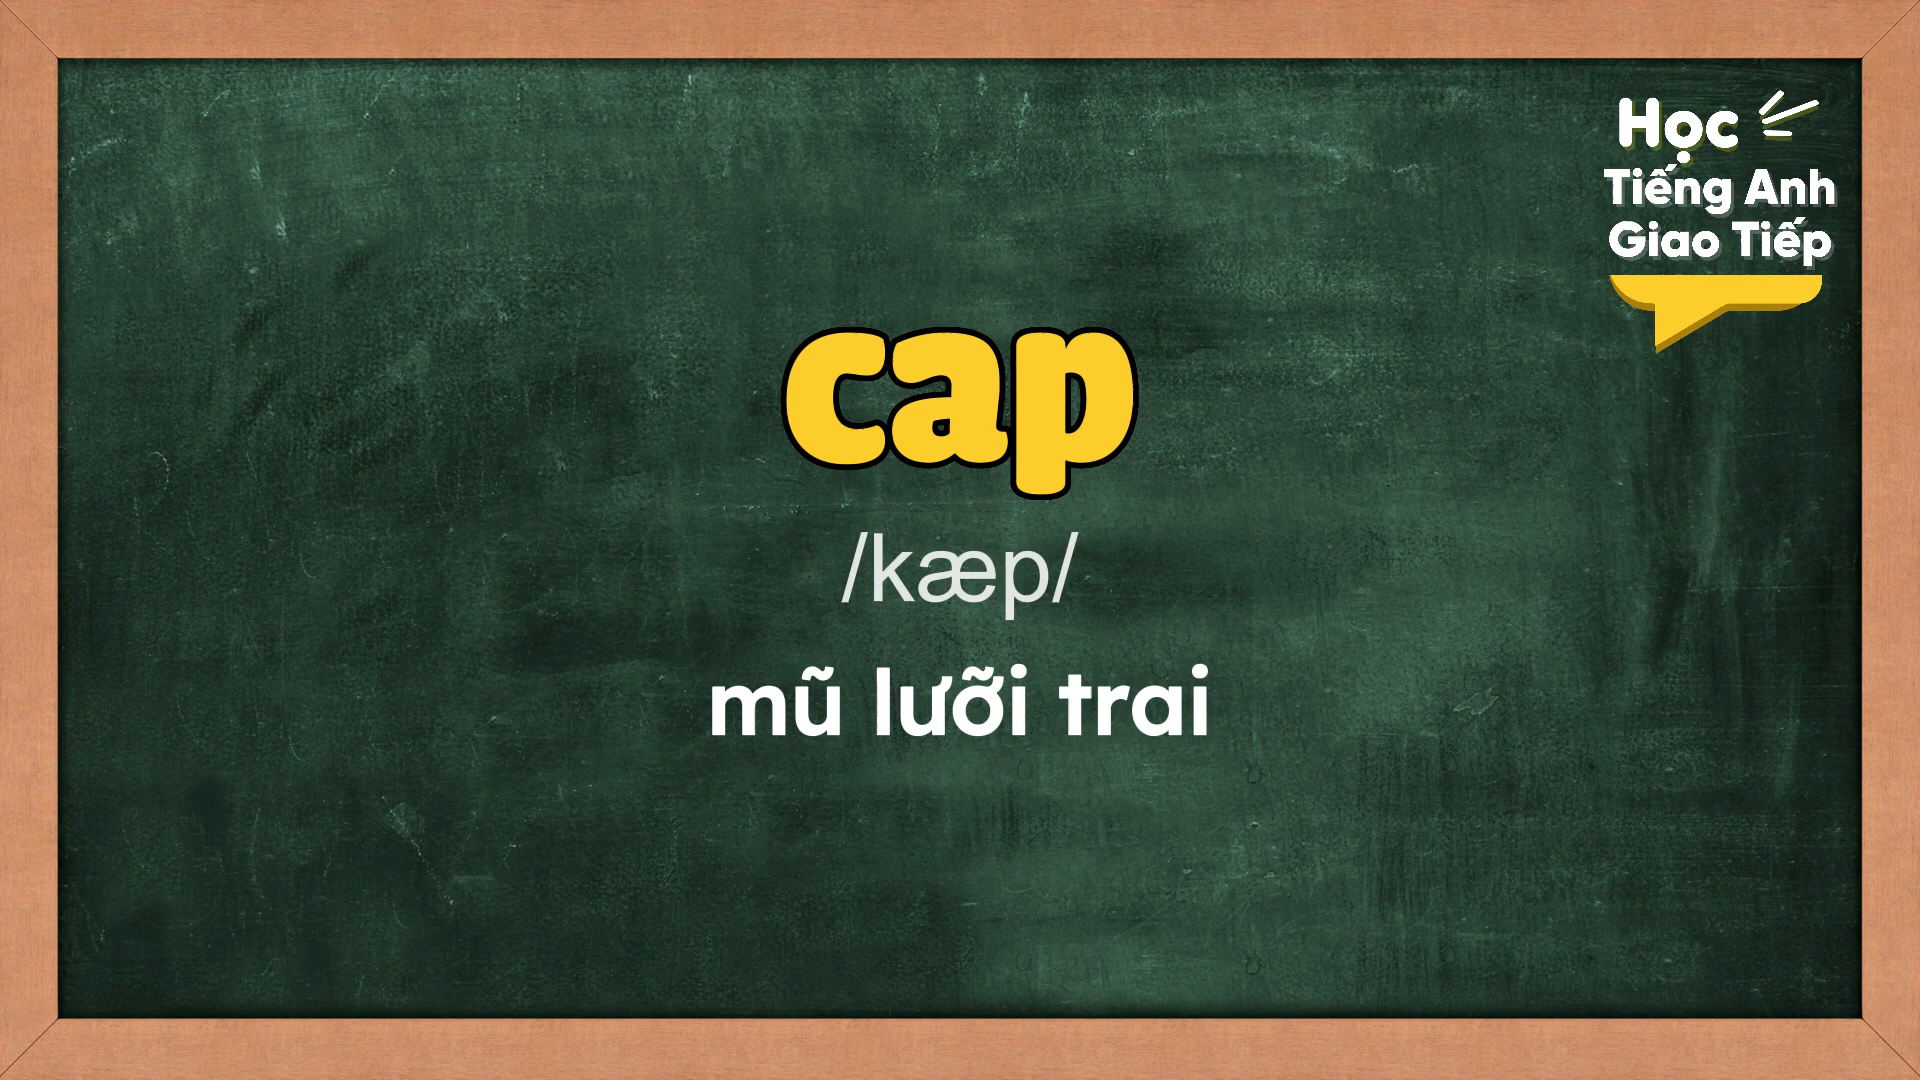 Học
Tiếng Anh
Giao Tiếp
cap
/kæp/
mũ lưỡi trai